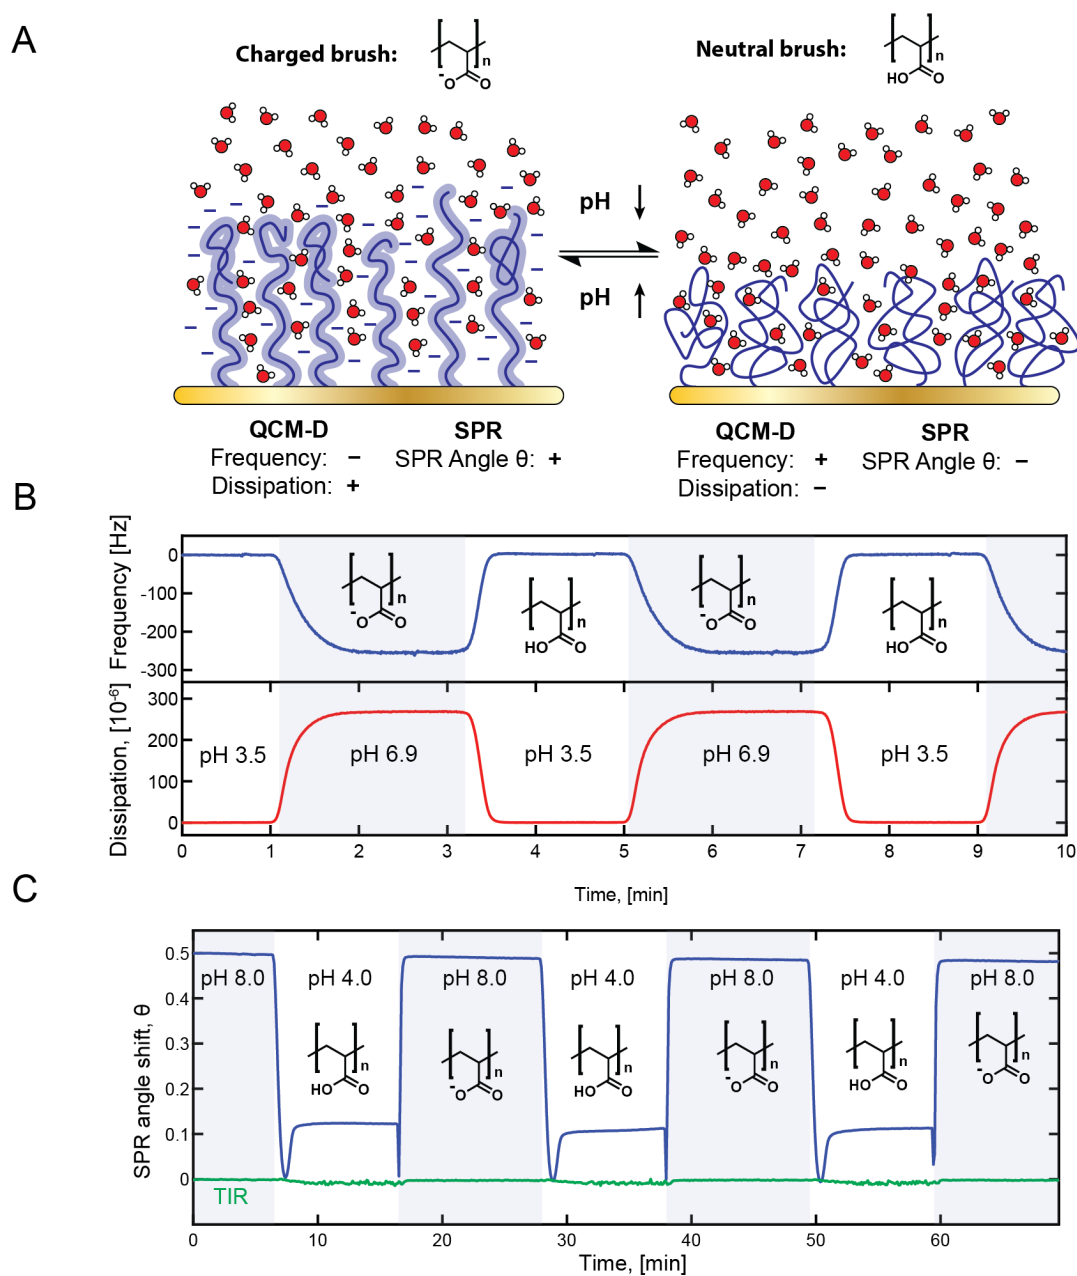 A
Charged brush:
n
-
O
O
Neutral brush:
n
HO
O
pH
pH
QCM-D
SPR
Frequency: –
SPR Angle θ: +
Dissipation: +
QCM-D
SPR
Frequency: +
SPR Angle θ: –
Dissipation: –
B
Frequency [Hz]
0
-100
-200
-300
n
-
O
O
n
HO
O
n
-
O
O
n
HO
O
Dissipation, [10⁻⁶]
300
200
100
0
pH 3.5
pH 6.9
pH 3.5
pH 6.9
pH 3.5
0 1 2 3 4 5 6 7 8 9 10
Time, [min]
C
SPR angle shift, θ
0.5
0.4
0.3
0.2
0.1
0
pH 8.0
pH 4.0
pH 8.0
pH 4.0
pH 8.0
pH 4.0
pH 8.0
n
HO
O
n
-
O
O
n
HO
O
n
-
O
O
n
HO
O
n
-
O
O
TIR
0 10 20 30 40 50 60
Time, [min]